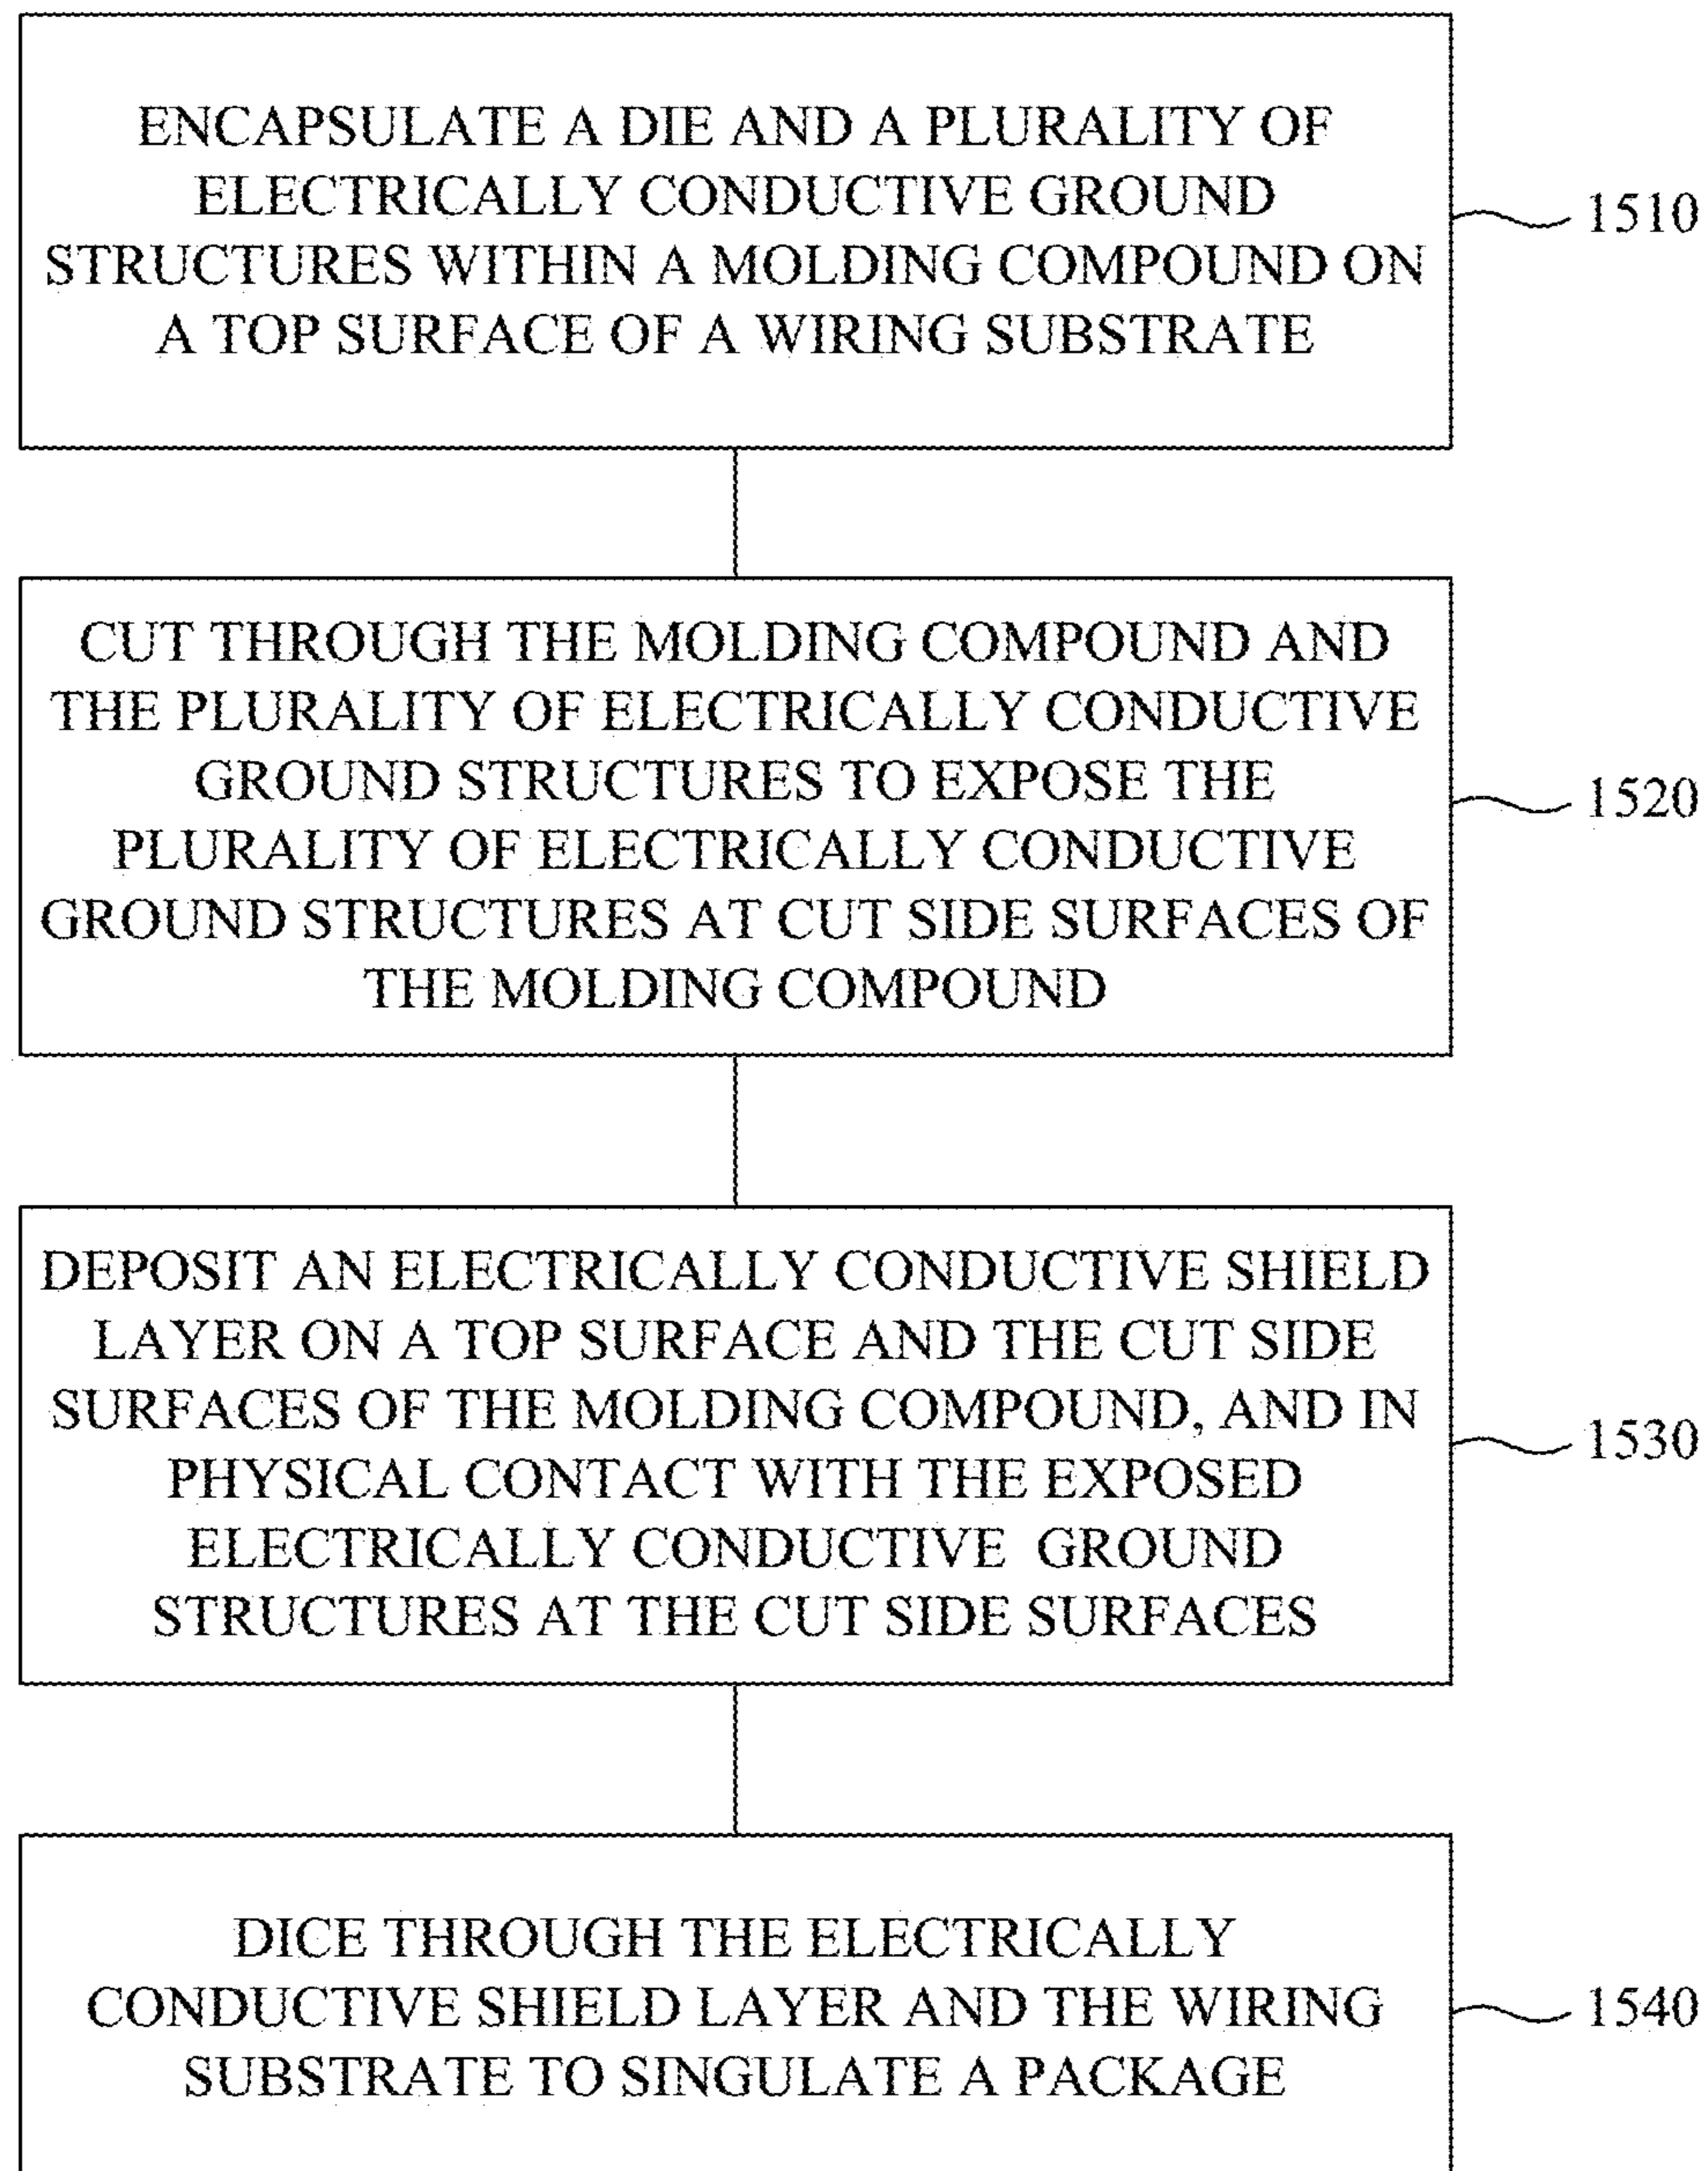 ENCAPSULATE A DIE AND A PLURALITY OF
ELECTRICALLY CONDUCTIVE GROUND
STRUCTURES WITHIN A MOLDING COMPOUND ON
A TOP SURFACE OF A WIRING SUBSTRATE
1510
CUT THROUGH THE MOLDING COMPOUND AND
THE PLURALITY OF ELECTRICALLY CONDUCTIVE
GROUND STRUCTURES TO EXPOSE THE
PLURALITY OF ELECTRICALLY CONDUCTIVE
GROUND STRUCTURES AT CUT SIDE SURFACES OF
THE MOLDING COMPOUND
1520
DEPOSIT AN ELECTRICALLY CONDUCTIVE SHIELD
LAYER ON A TOP SURFACE AND THE CUT SIDE
SURFACES OF THE MOLDING COMPOUND, AND IN
PHYSICAL CONTACT WITH THE EXPOSED
ELECTRICALLY CONDUCTIVE GROUND
STRUCTURES AT THE CUT SIDE SURFACES
1530
DICE THROUGH THE ELECTRICALLY
CONDUCTIVE SHIELD LAYER AND THE WIRING
SUBSTRATE TO SINGULATE A PACKAGE
1540